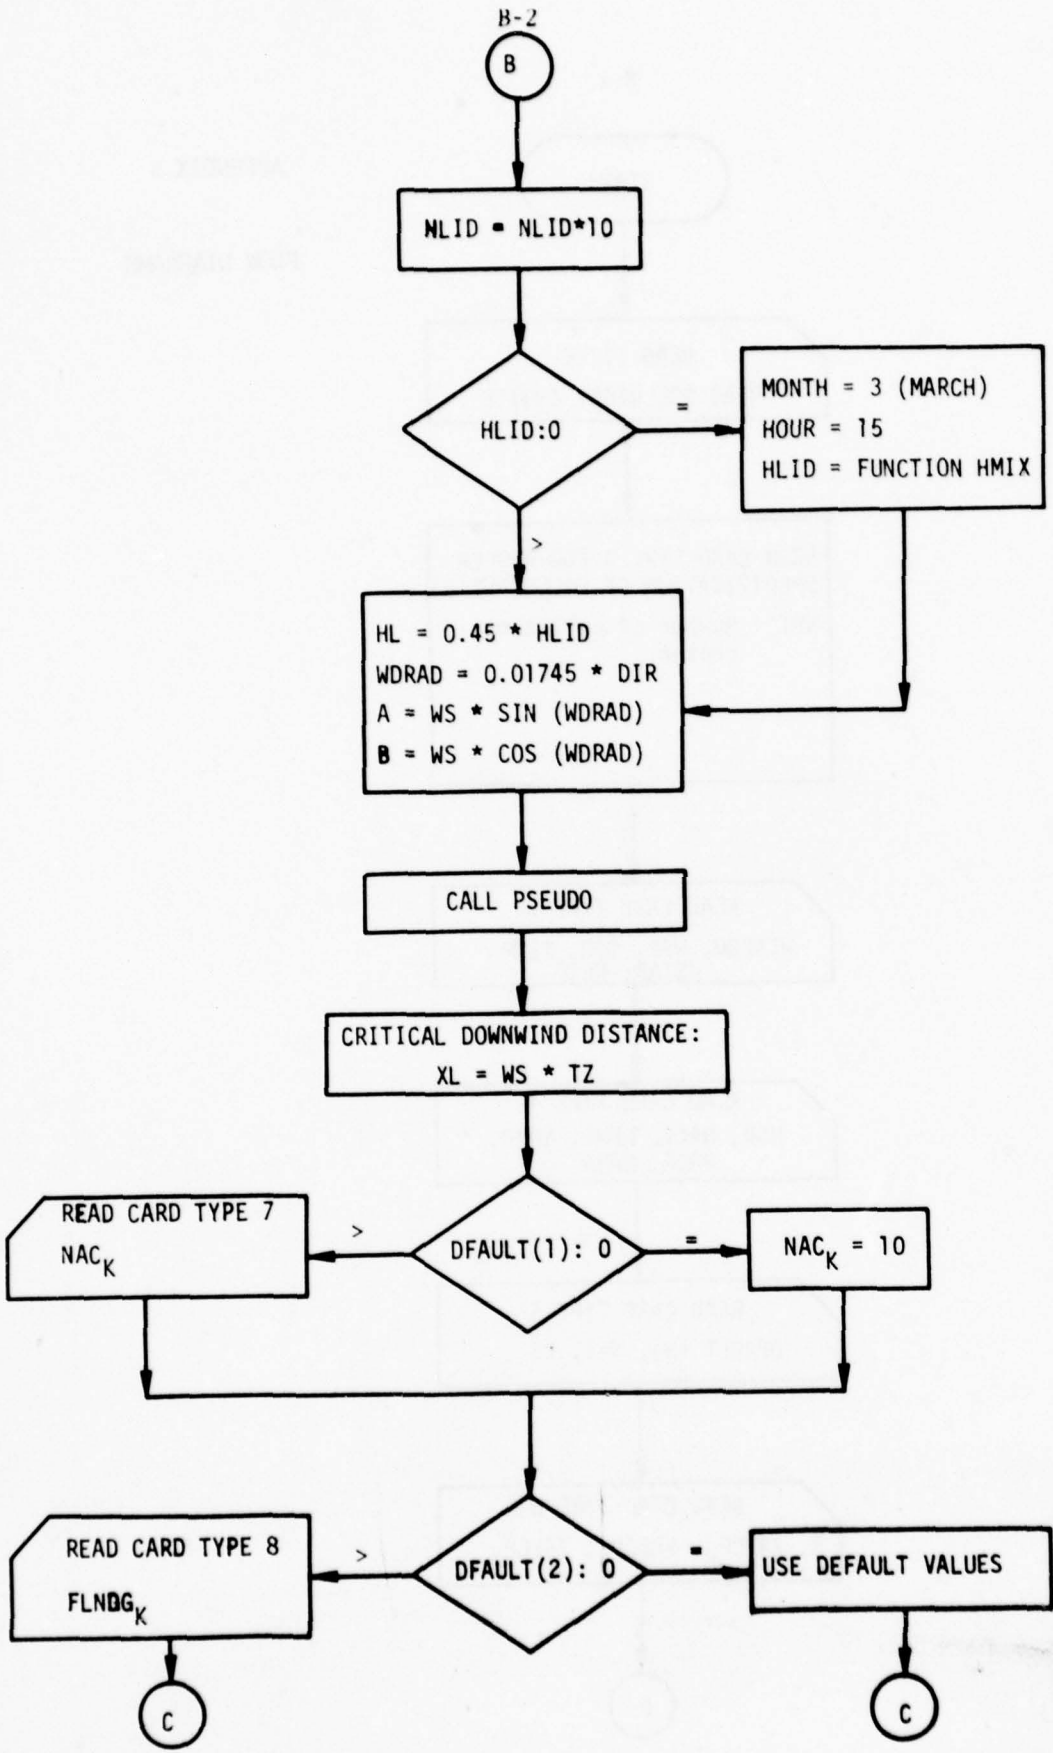 B-2
B
NLID = NLID*10
HLID:0
=
MONTH = 3 (MARCH)
HOUR = 15
HLID = FUNCTION HMIX
>
HL = 0.45 * HLID
WDRAD = 0.01745 * DIR
A = WS * SIN (WDRAD)
B = WS * COS (WDRAD)
CALL PSEUDO
CRITICAL DOWNWIND DISTANCE:
XL = WS * TZ
READ CARD TYPE 7
NACK
>
DFAULT(1): 0
=
NACK = 10
READ CARD TYPE 8
FLNDGK
>
DFAULT(2): 0
=
USE DEFAULT VALUES
C
C